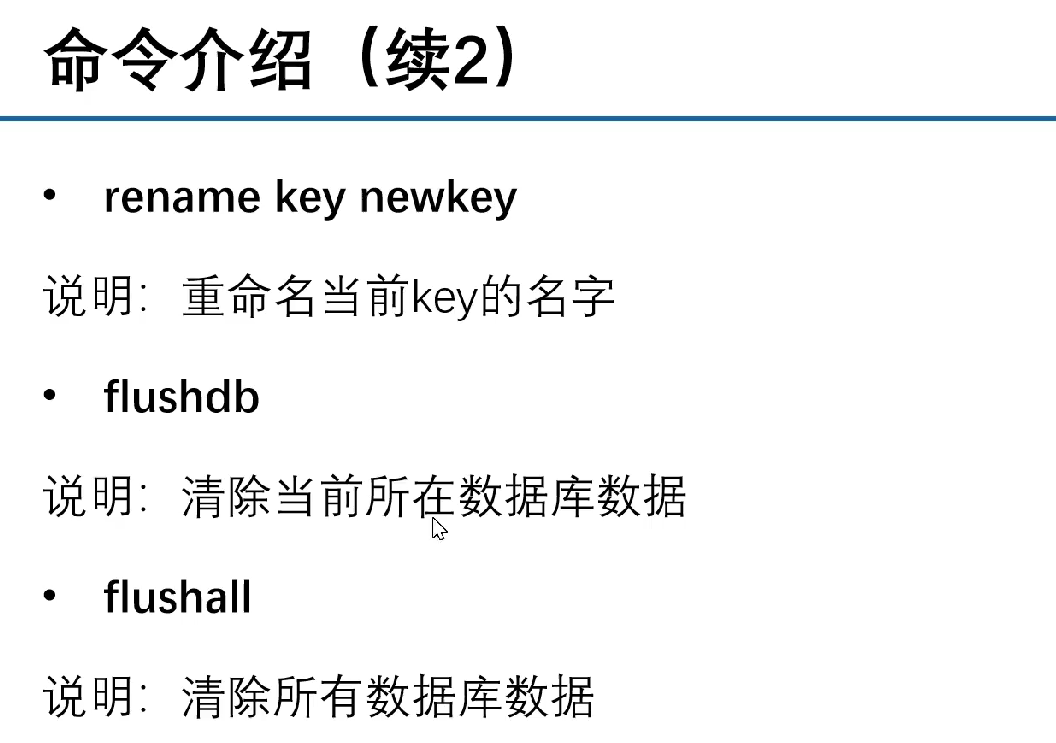 命令介绍（续2）
• rename key newkey
说明：重命名当前key的名字
• flushdb
说明：清除当前所在数据库数据
• flushall
说明：清除所有数据库数据